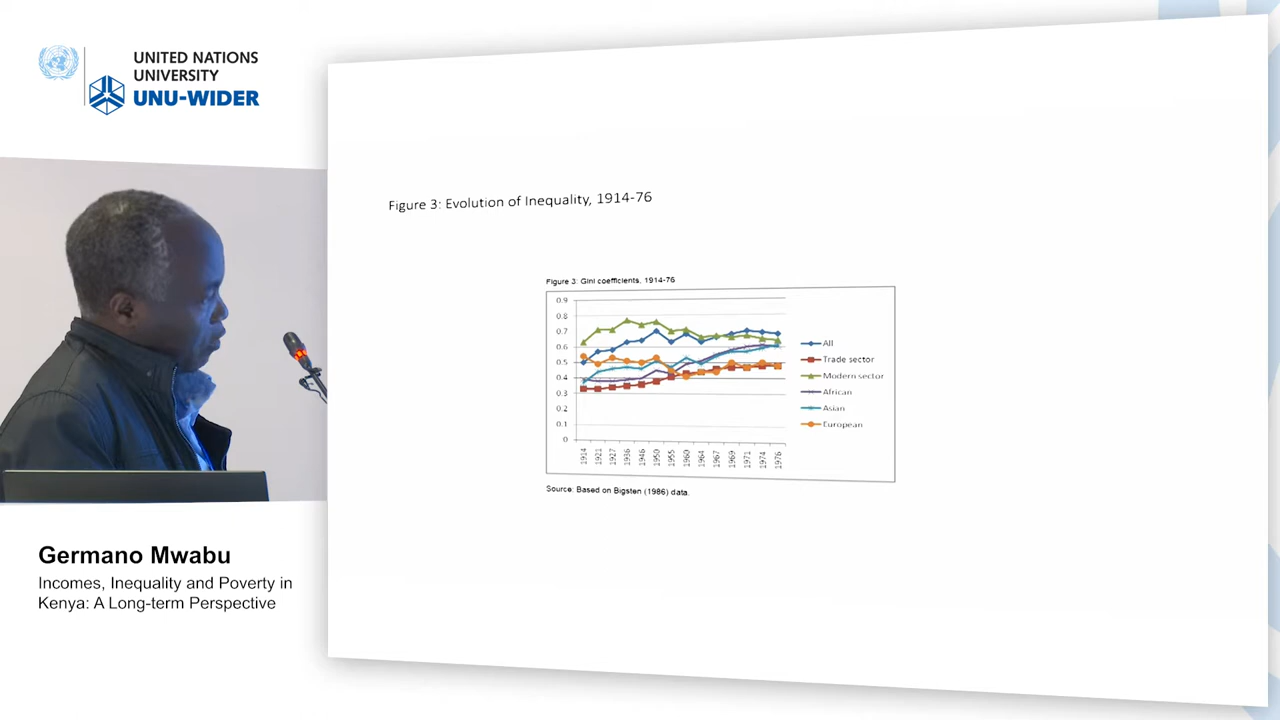 UNITED NATIONS
UNIVERSITY
UNU-WIDER
Germano Mwabu
Incomes, Inequality and Poverty in
Kenya: A Long-term Perspective
Figure 3: Evolution of Inequality, 1914-76
Figure 3: Gini coefficients, 1914-76
0.9
0.8
0.7
0.6
0.5
0.4
0.3
0.2
0.1
0
1914
1921
1927
1936
1946
1950
1955
1960
1964
1967
1969
1971
1974
1976
All
Trade sector
Modern sector
African
Asian
European
Source: Based on Bigsten (1986) data.